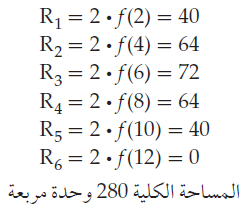 R₁ = 2 • f(2) = 40
R₂ = 2 • f(4) = 64
R₃ = 2 • f(6) = 72
R₄ = 2 • f(8) = 64
R₅ = 2 • f(10) = 40
R₆ = 2 • f(12) = 0
المساحة الكلية 280 وحدة مربعة